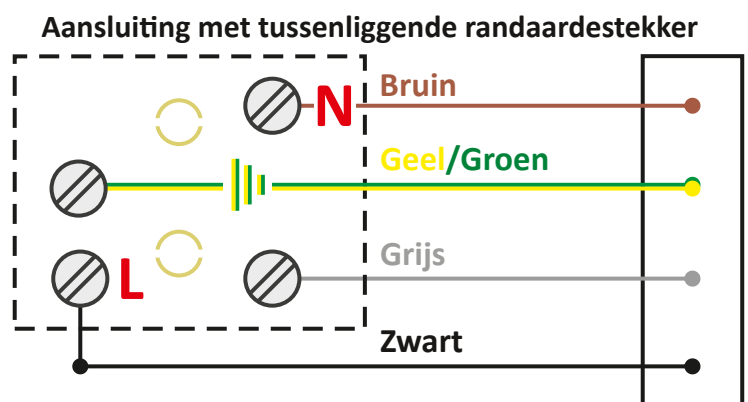 Aansluiting met tussenliggende randaardestekker
Bruin
N
Geel/Groen
Grijs
L
Zwart